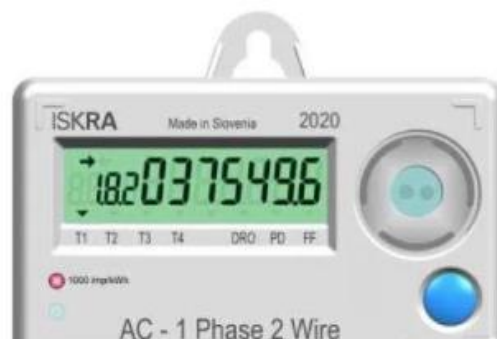 ISKRA Made in Slovenia 2020
1.8.2 037549.6
T1 T2 T3 T4 DRO PD FF
1000 imp/kWh
AC - 1 Phase 2 Wire